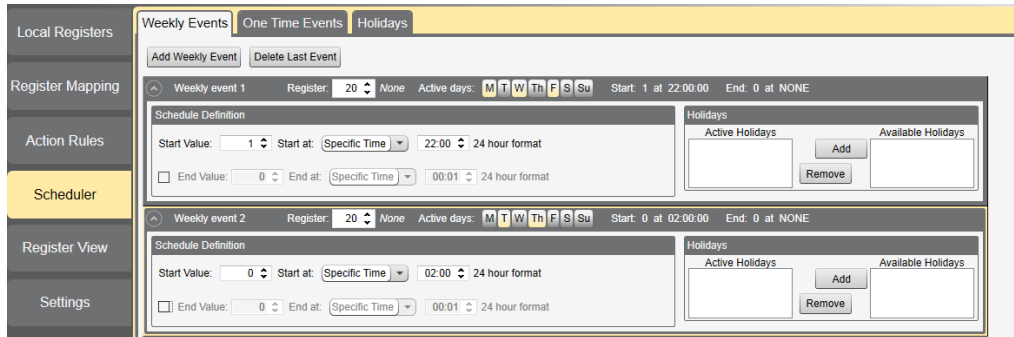 Local Registers
Register Mapping
Action Rules
Scheduler
Register View
Settings
Weekly Events One Time Events Holidays
Add Weekly Event Delete Last Event
Weekly event 1 Register: 20 None Active days: M T W Th F S Su Start: 1 at 22:00:00 End: 0 at NONE
Schedule Definition
Start Value: 1 Start at: Specific Time 22:00 24 hour format
End Value: 0 End at: Specific Time 00:01 24 hour format
Holidays
Active Holidays Available Holidays
Add
Remove
Weekly event 2 Register: 20 None Active days: M T W Th F S Su Start: 0 at 02:00:00 End: 0 at NONE
Schedule Definition
Start Value: 0 Start at: Specific Time 02:00 24 hour format
End Value: 0 End at: Specific Time 00:01 24 hour format
Holidays
Active Holidays Available Holidays
Add
Remove